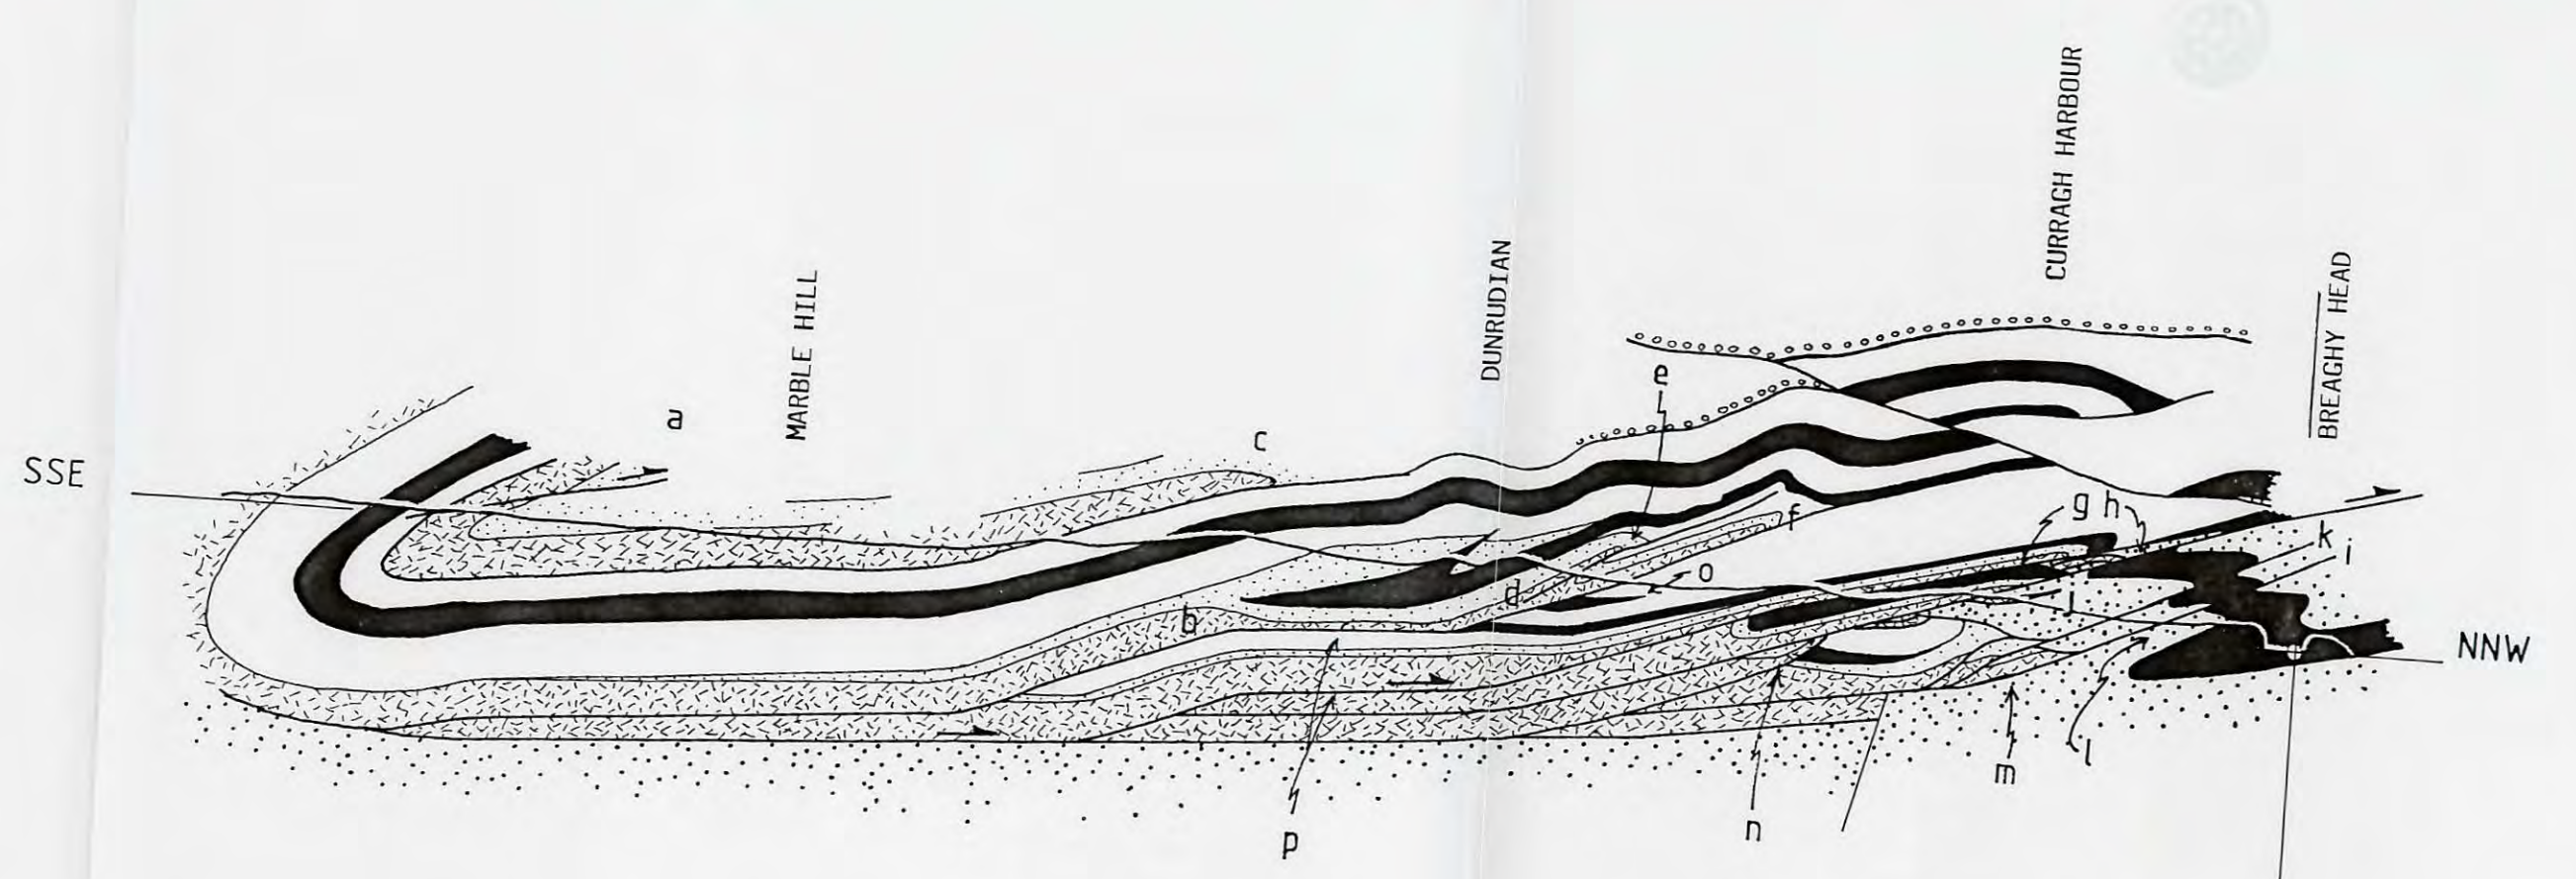 CURRAGH HARBOUR
DUNRUDIAN
BREAGHY HEAD
MARBLE HILL
e
a
c
SSE
g h
f
k
i
o
d
j
b
NNW
l
m
n
p